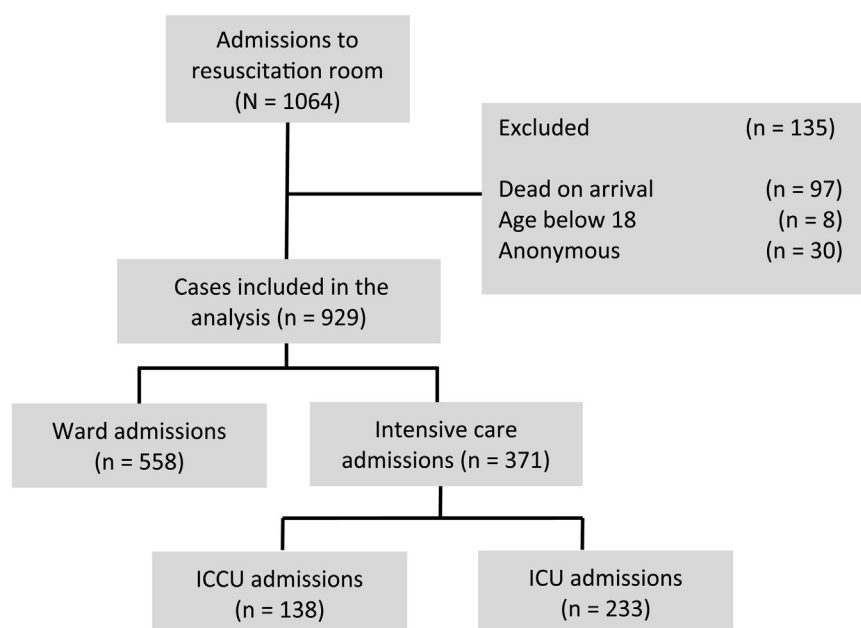 Admissions to
resuscitation room
(N = 1064)
Excluded (n = 135)
Dead on arrival (n = 97)
Age below 18 (n = 8)
Anonymous (n = 30)
Cases included in the
analysis (n = 929)
Ward admissions
(n = 558)
Intensive care
admissions (n = 371)
ICCU admissions
(n = 138)
ICU admissions
(n = 233)